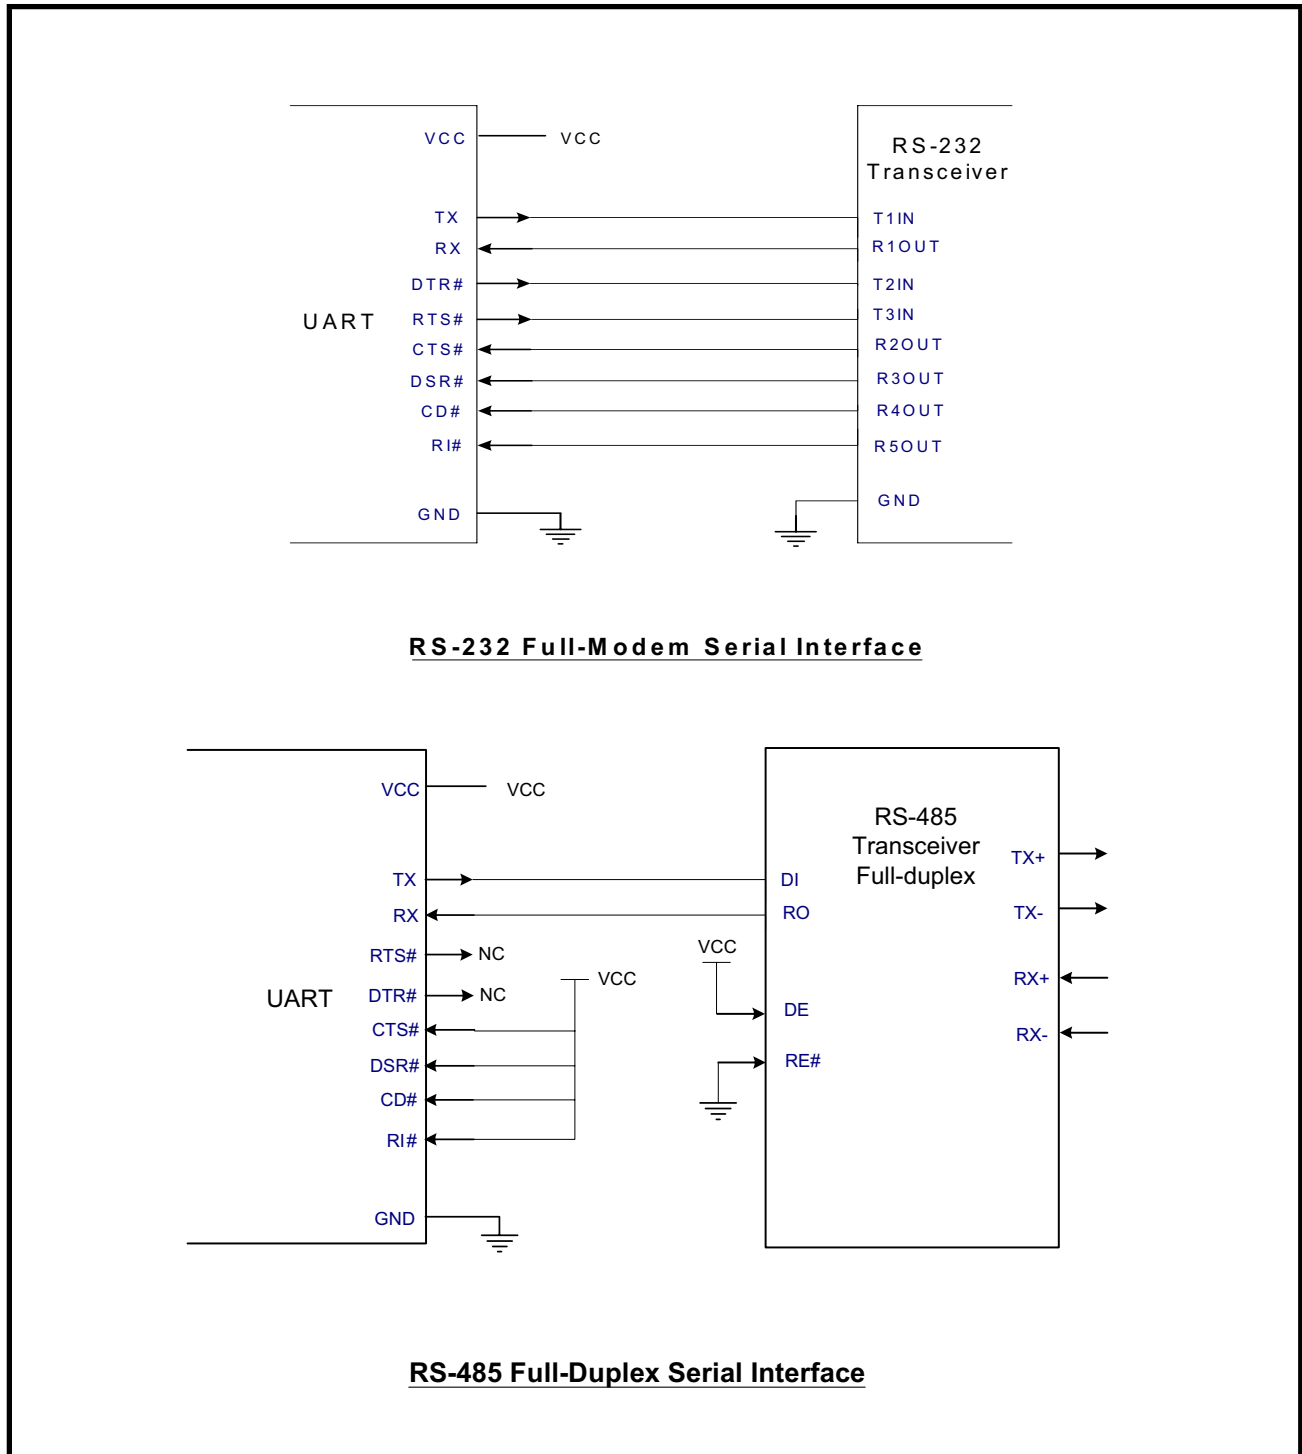 VCC VCC
RS-232
Transceiver
TX T1IN
RX R1OUT
DTR# T2IN
UART RTS# T3IN
CTS# R2OUT
DSR# R3OUT
CD# R4OUT
RI# R5OUT
GND GND
RS-232 Full-Modem Serial Interface
VCC VCC
RS-485
Transceiver
Full-duplex
TX+
TX DI
RX RO
TX-
RTS# NC
VCC
UART DTR# NC
VCC
RX+
CTS#
DE
RX-
DSR#
RE#
CD#
RI#
GND
RS-485 Full-Duplex Serial Interface